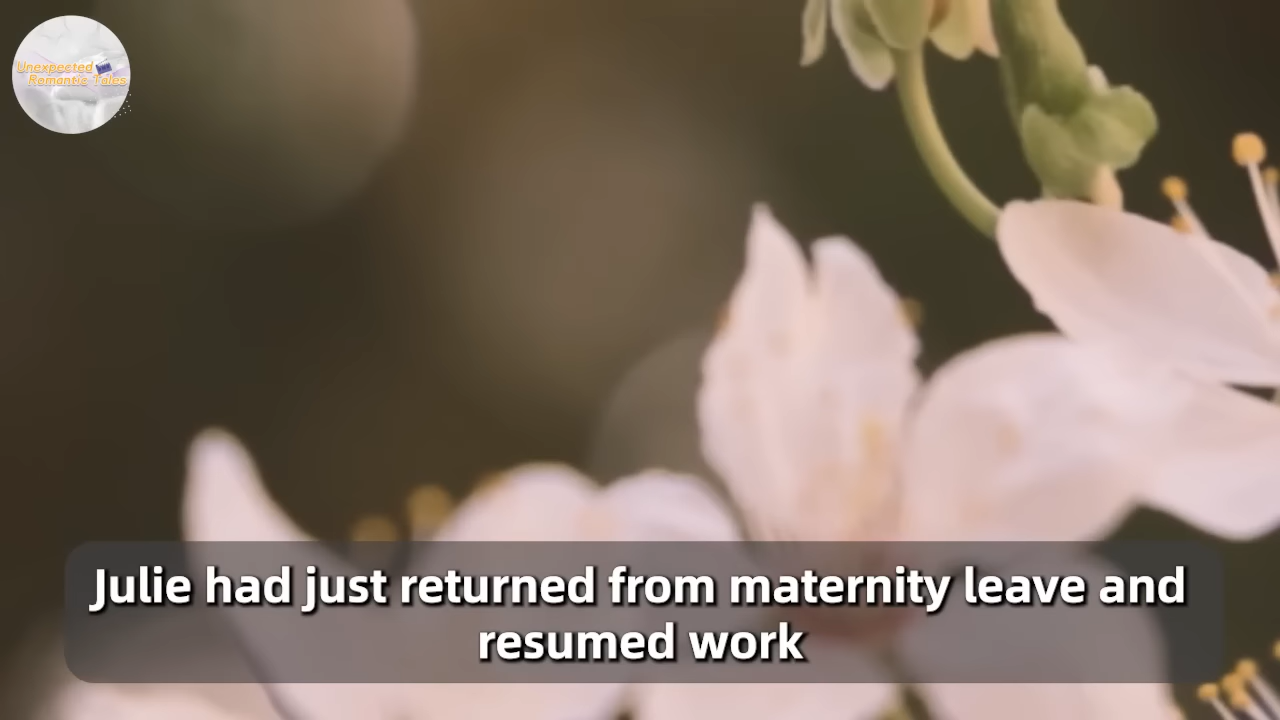 Unexpected
Romantic Tales
Julie had just returned from maternity leave and
resumed work